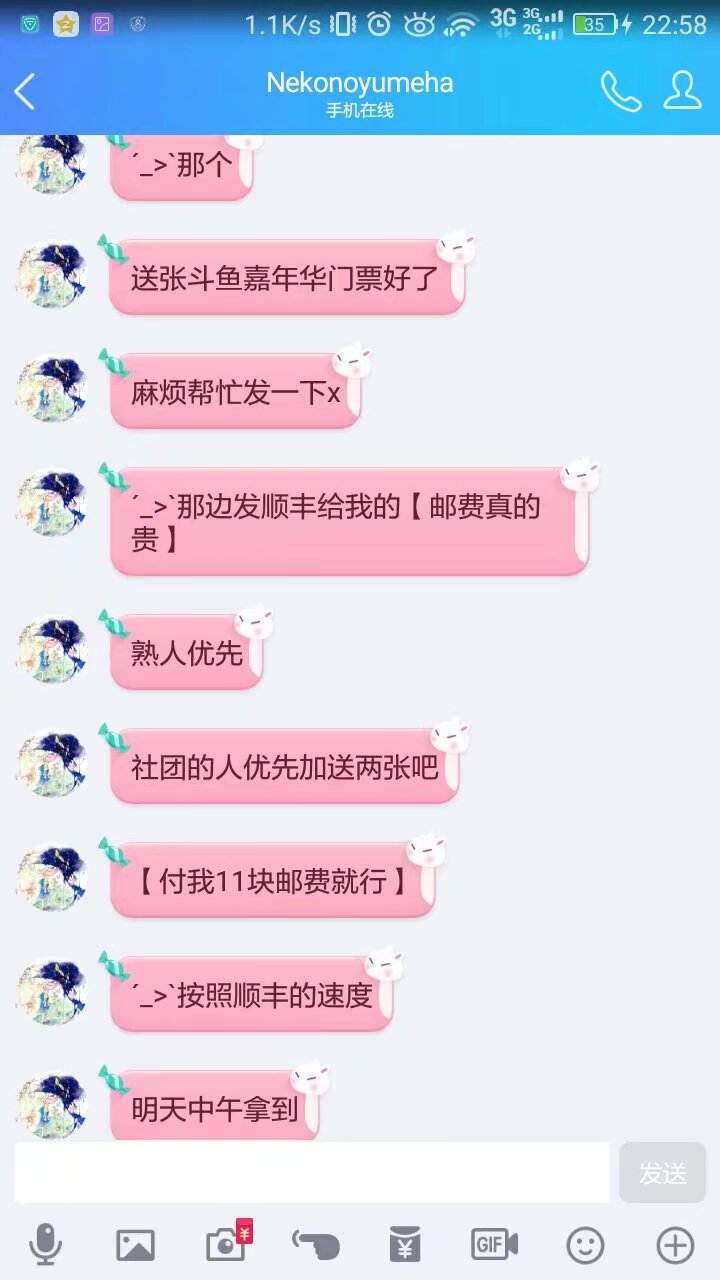 1.1K/s 3G 3G 2G 35 22:58
Nekonoyumeha
手机在线
´_>`那个
送张斗鱼嘉年华门票好了
麻烦帮忙发一下x
´_>`那边发顺丰给我的【邮费真的
贵】
熟人优先
社团的人优先加送两张吧
【付我11块邮费就行】
´_>`按照顺丰的速度
明天中午拿到
发送
¥
¥
GIF